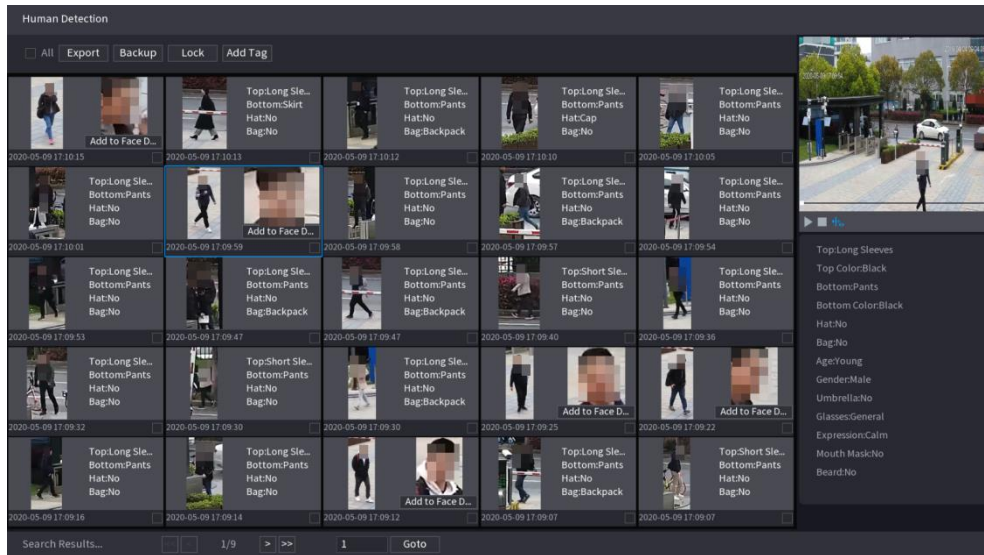 Human Detection
All Export Backup Lock Add Tag
Add to Face D...
2020-05-09 17:10:15
Top:Long Sle...
Bottom:Skirt
Hat:No
Bag:No
2020-05-09 17:10:13
Top:Long Sle...
Bottom:Pants
Hat:No
Bag:Backpack
2020-05-09 17:10:12
Top:Long Sle...
Bottom:Pants
Hat:Cap
Bag:No
2020-05-09 17:10:10
Top:Long Sle...
Bottom:Pants
Hat:No
Bag:No
2020-05-09 17:10:05
Top:Long Sle...
Bottom:Pants
Hat:No
Bag:No
2020-05-09 17:10:01
Add to Face D...
2020-05-09 17:09:59
Top:Long Sle...
Bottom:Pants
Hat:No
Bag:No
2020-05-09 17:09:58
Top:Long Sle...
Bottom:Pants
Hat:No
Bag:Backpack
2020-05-09 17:09:57
Top:Long Sle...
Bottom:Pants
Hat:No
Bag:No
2020-05-09 17:09:54
Top:Long Sle...
Bottom:Pants
Hat:No
Bag:No
2020-05-09 17:09:53
Top:Long Sle...
Bottom:Pants
Hat:No
Bag:Backpack
2020-05-09 17:09:47
Top:Long Sle...
Bottom:Pants
Hat:No
Bag:Backpack
2020-05-09 17:09:47
Top:Short Sle...
Bottom:Pants
Hat:No
Bag:No
2020-05-09 17:09:40
Top:Long Sle...
Bottom:Pants
Hat:No
Bag:No
2020-05-09 17:09:36
Top:Long Sle...
Bottom:Pants
Hat:No
Bag:No
2020-05-09 17:09:32
Top:Short Sle...
Bottom:Pants
Hat:No
Bag:No
2020-05-09 17:09:30
Top:Long Sle...
Bottom:Pants
Hat:No
Bag:Backpack
2020-05-09 17:09:30
Add to Face D...
2020-05-09 17:09:25
Add to Face D...
2020-05-09 17:09:22
Top:Long Sle...
Bottom:Pants
Hat:No
Bag:No
2020-05-09 17:09:16
Top:Long Sle...
Bottom:Pants
Hat:No
Bag:No
2020-05-09 17:09:14
Add to Face D...
2020-05-09 17:09:12
Top:Long Sle...
Bottom:Pants
Hat:No
Bag:Backpack
2020-05-09 17:09:07
Top:Short Sle...
Bottom:Pants
Hat:No
Bag:No
2020-05-09 17:09:07
Top:Long Sleeves
Top Color:Black
Bottom:Pants
Bottom Color:Black
Hat:No
Bag:No
Age:Young
Gender:Male
Umbrella:No
Glasses:General
Expression:Calm
Mouth Mask:No
Beard:No
Search Results... 1/9 > >> 1 Goto